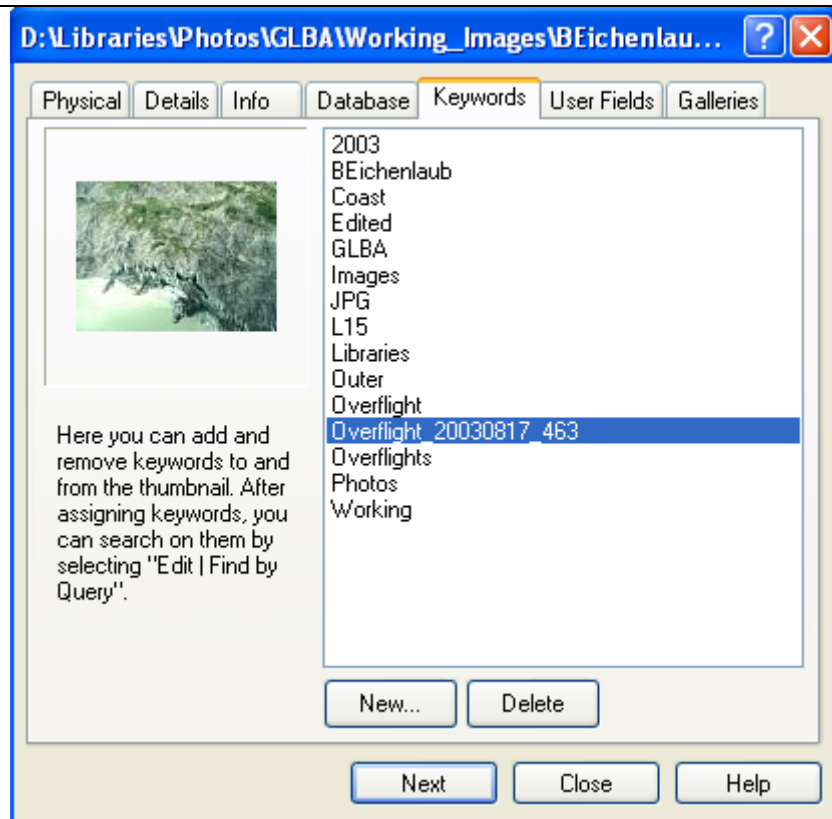 D:\Libraries\Photos\GLBA\Working_Images\BEichenlau...
Physical Details Info Database Keywords User Fields Galleries
2003
BEichenlaub
Coast
Edited
GLBA
Images
JPG
L15
Libraries
Outer
Overflight
Overflight_20030817_463
Overflights
Photos
Working
Here you can add and
remove keywords to and
from the thumbnail. After
assigning keywords, you
can search on them by
selecting "Edit | Find by
Query".
New... Delete
Next Close Help